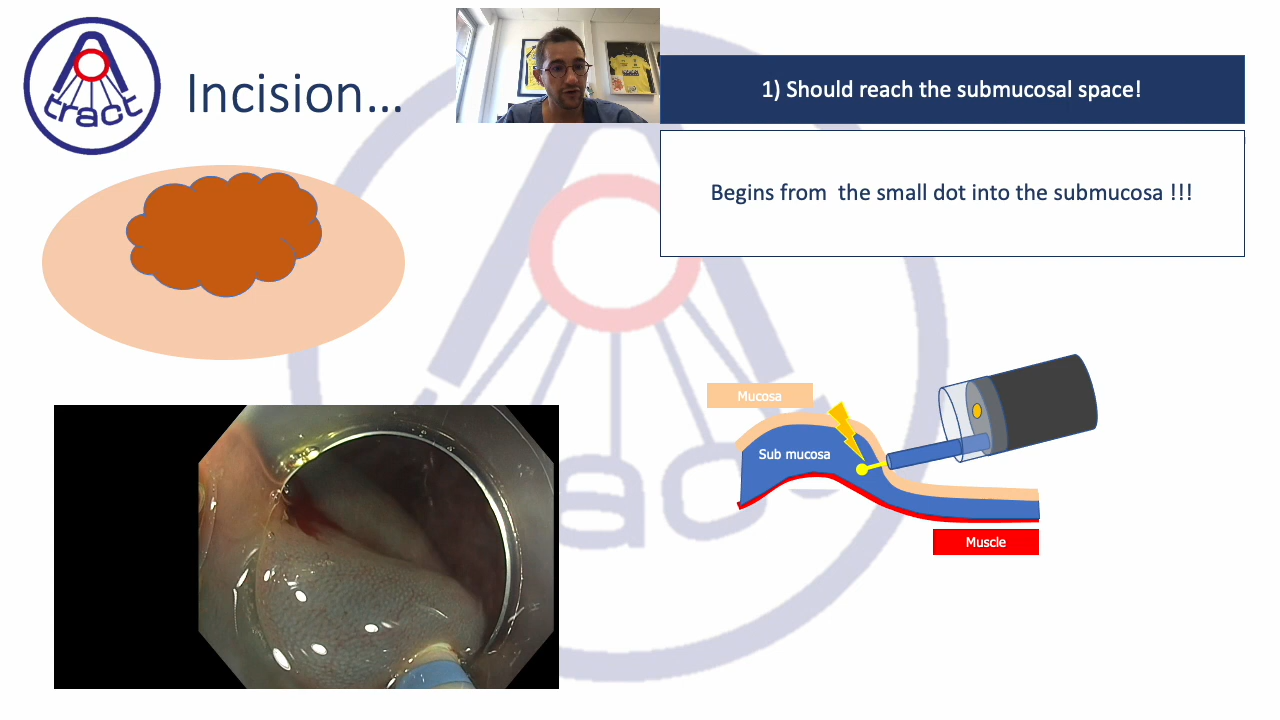 A
tract
Incision...
1) Should reach the submucosal space!
Begins from the small dot into the submucosa !!!
Mucosa
Sub mucosa
Muscle